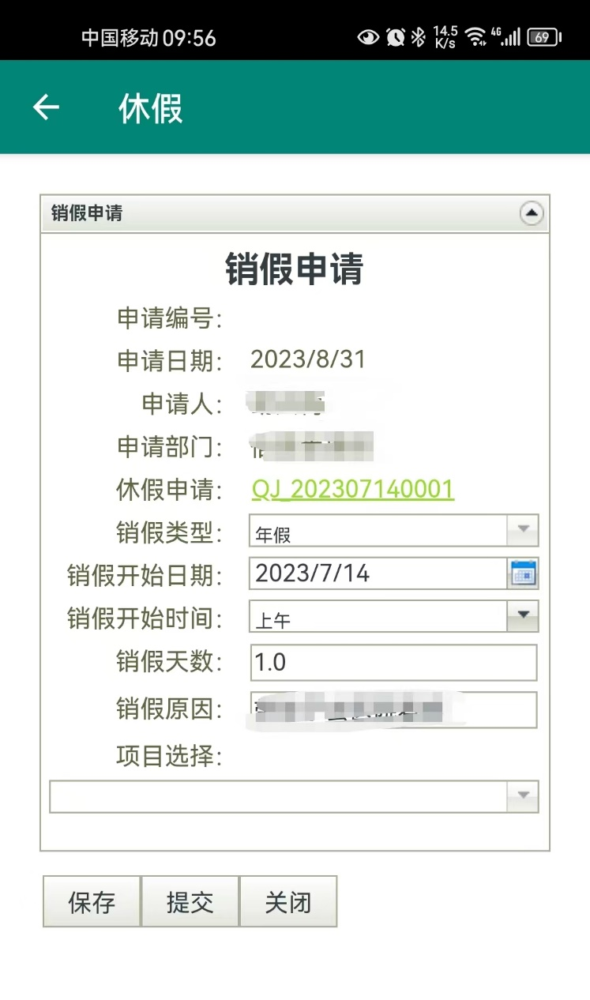 中国移动 09:56 14.5 K/s 4G 69
休假
销假申请
销假申请
申请编号：
申请日期： 2023/8/31
申请人：
申请部门：
休假申请： QJ_202307140001
销假类型： 年假
销假开始日期： 2023/7/14
销假开始时间： 上午
销假天数： 1.0
销假原因：
项目选择：
保存 提交 关闭